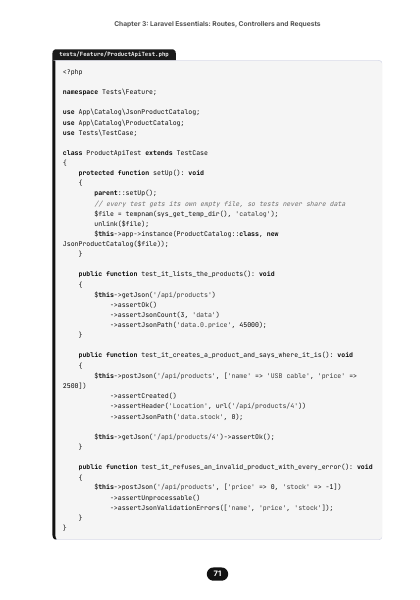 Chapter 3: Laravel Essentials: Routes, Controllers and Requests
tests/Feature/ProductApiTest.php
<?php
namespace Tests\Feature;
use App\Catalog\JsonProductCatalog;
use App\Catalog\ProductCatalog;
use Tests\TestCase;
class ProductApiTest extends TestCase
{
    protected function setUp(): void
    {
        parent::setUp();
        // every test gets its own empty file, so tests never share data
        $file = tempnam(sys_get_temp_dir(), 'catalog');
        unlink($file);
        $this->app->instance(ProductCatalog::class, new
JsonProductCatalog($file));
    }
    public function test_it_lists_the_products(): void
    {
        $this->getJson('/api/products')
            ->assertOk()
            ->assertJsonCount(3, 'data')
            ->assertJsonPath('data.0.price', 45000);
    }
    public function test_it_creates_a_product_and_says_where_it_is(): void
    {
        $this->postJson('/api/products', ['name' => 'USB cable', 'price' =>
2500])
            ->assertCreated()
            ->assertHeader('Location', url('/api/products/4'))
            ->assertJsonPath('data.stock', 0);
        $this->getJson('/api/products/4')->assertOk();
    }
    public function test_it_refuses_an_invalid_product_with_every_error(): void
    {
        $this->postJson('/api/products', ['price' => 0, 'stock' => -1])
            ->assertUnprocessable()
            ->assertJsonValidationErrors(['name', 'price', 'stock']);
    }
}
71